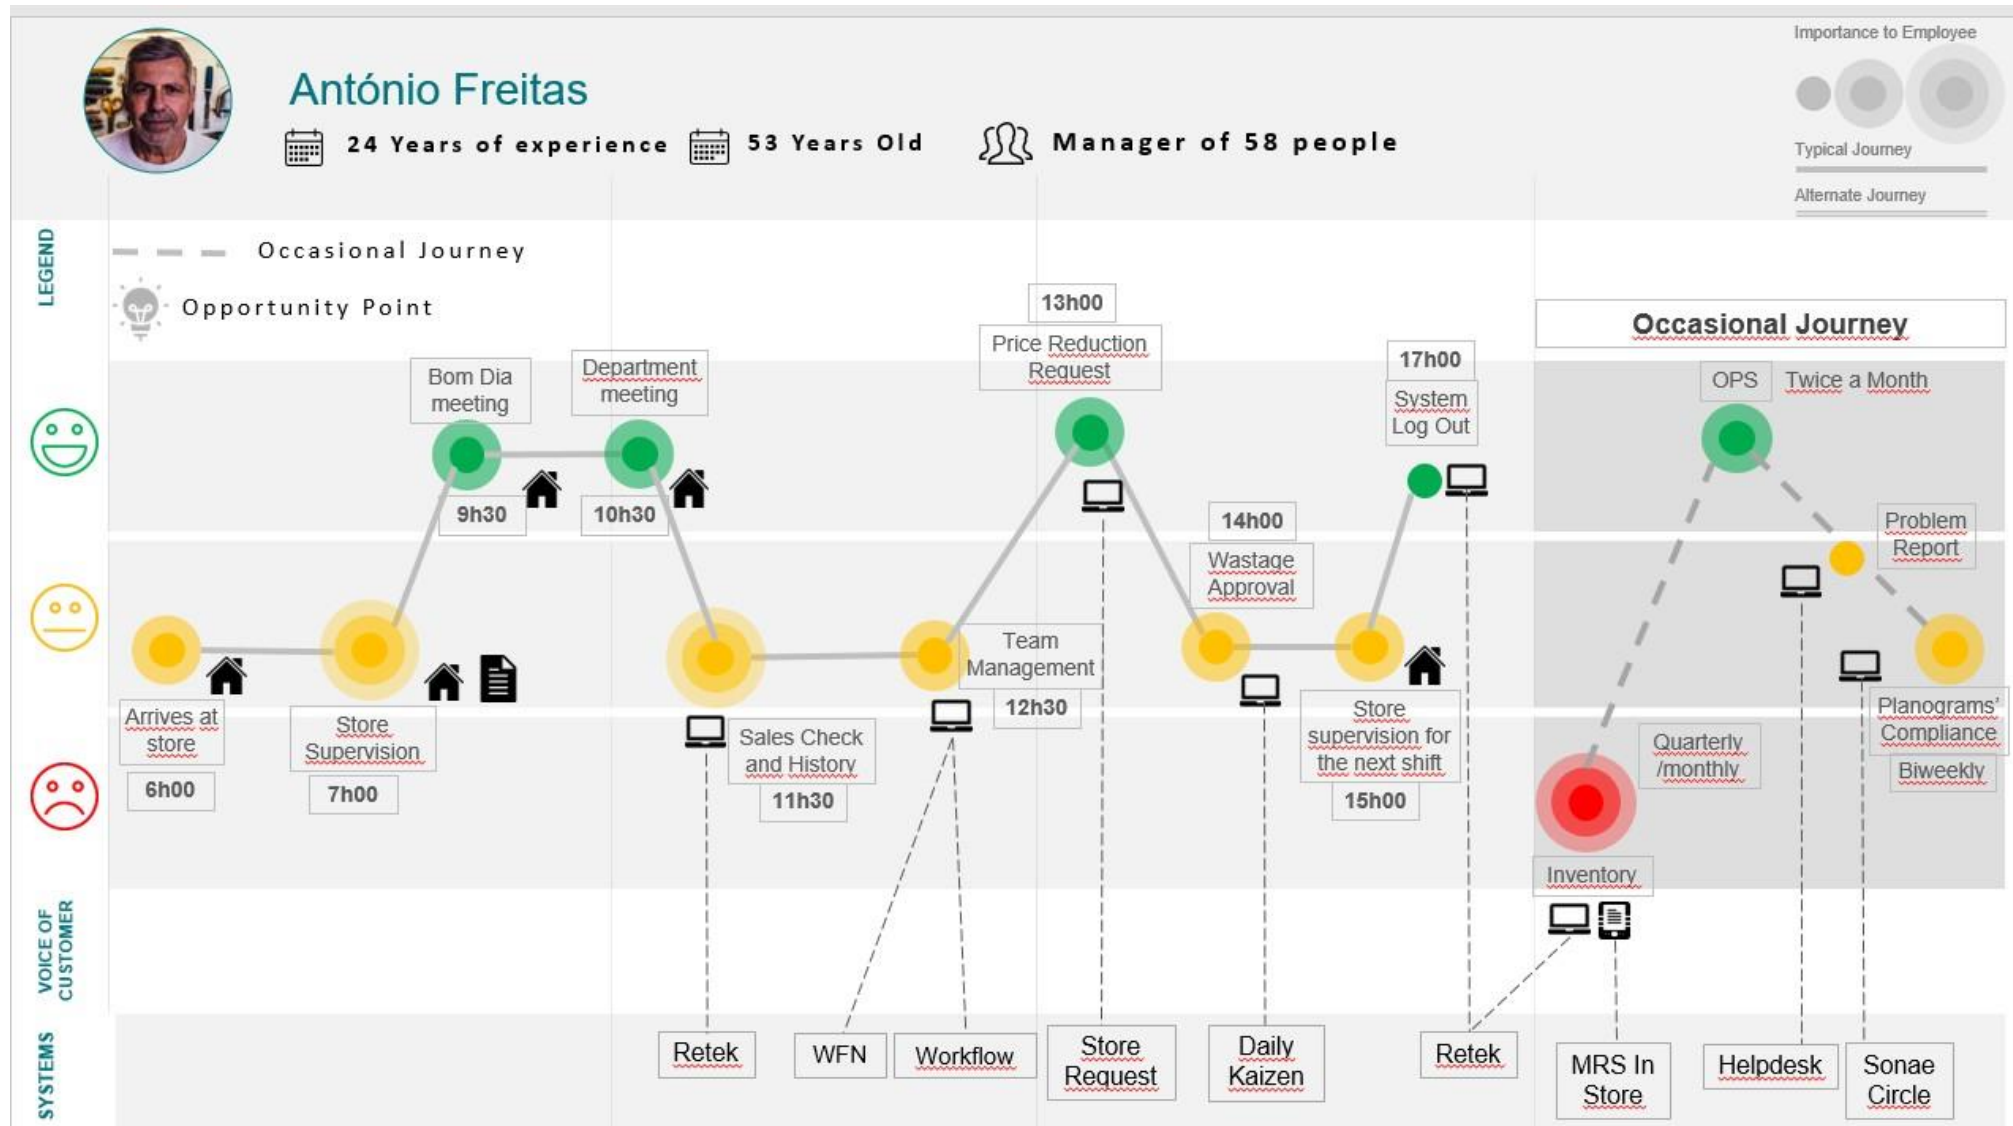 António Freitas
24 Years of experience
53 Years Old
Manager of 58 people
Importance to Employee
Typical Journey
Alternate Journey
LEGEND
Occasional Journey
Opportunity Point
Occasional Journey
Arrives at
store
6h00
Store
Supervision
7h00
Bom Dia
meeting
9h30
Department
meeting
10h30
Sales Check
and History
11h30
Team
Management
12h30
13h00
Price Reduction
Request
14h00
Wastage
Approval
Store
supervision for
the next shift
15h00
17h00
System
Log Out
Inventory
Quarterly
/monthly
OPS
Twice a Month
Problem
Report
Planograms'
Compliance
Biweekly
VOICE OF
CUSTOMER
SYSTEMS
Retek
WFN
Workflow
Store
Request
Daily
Kaizen
Retek
MRS In
Store
Helpdesk
Sonae
Circle